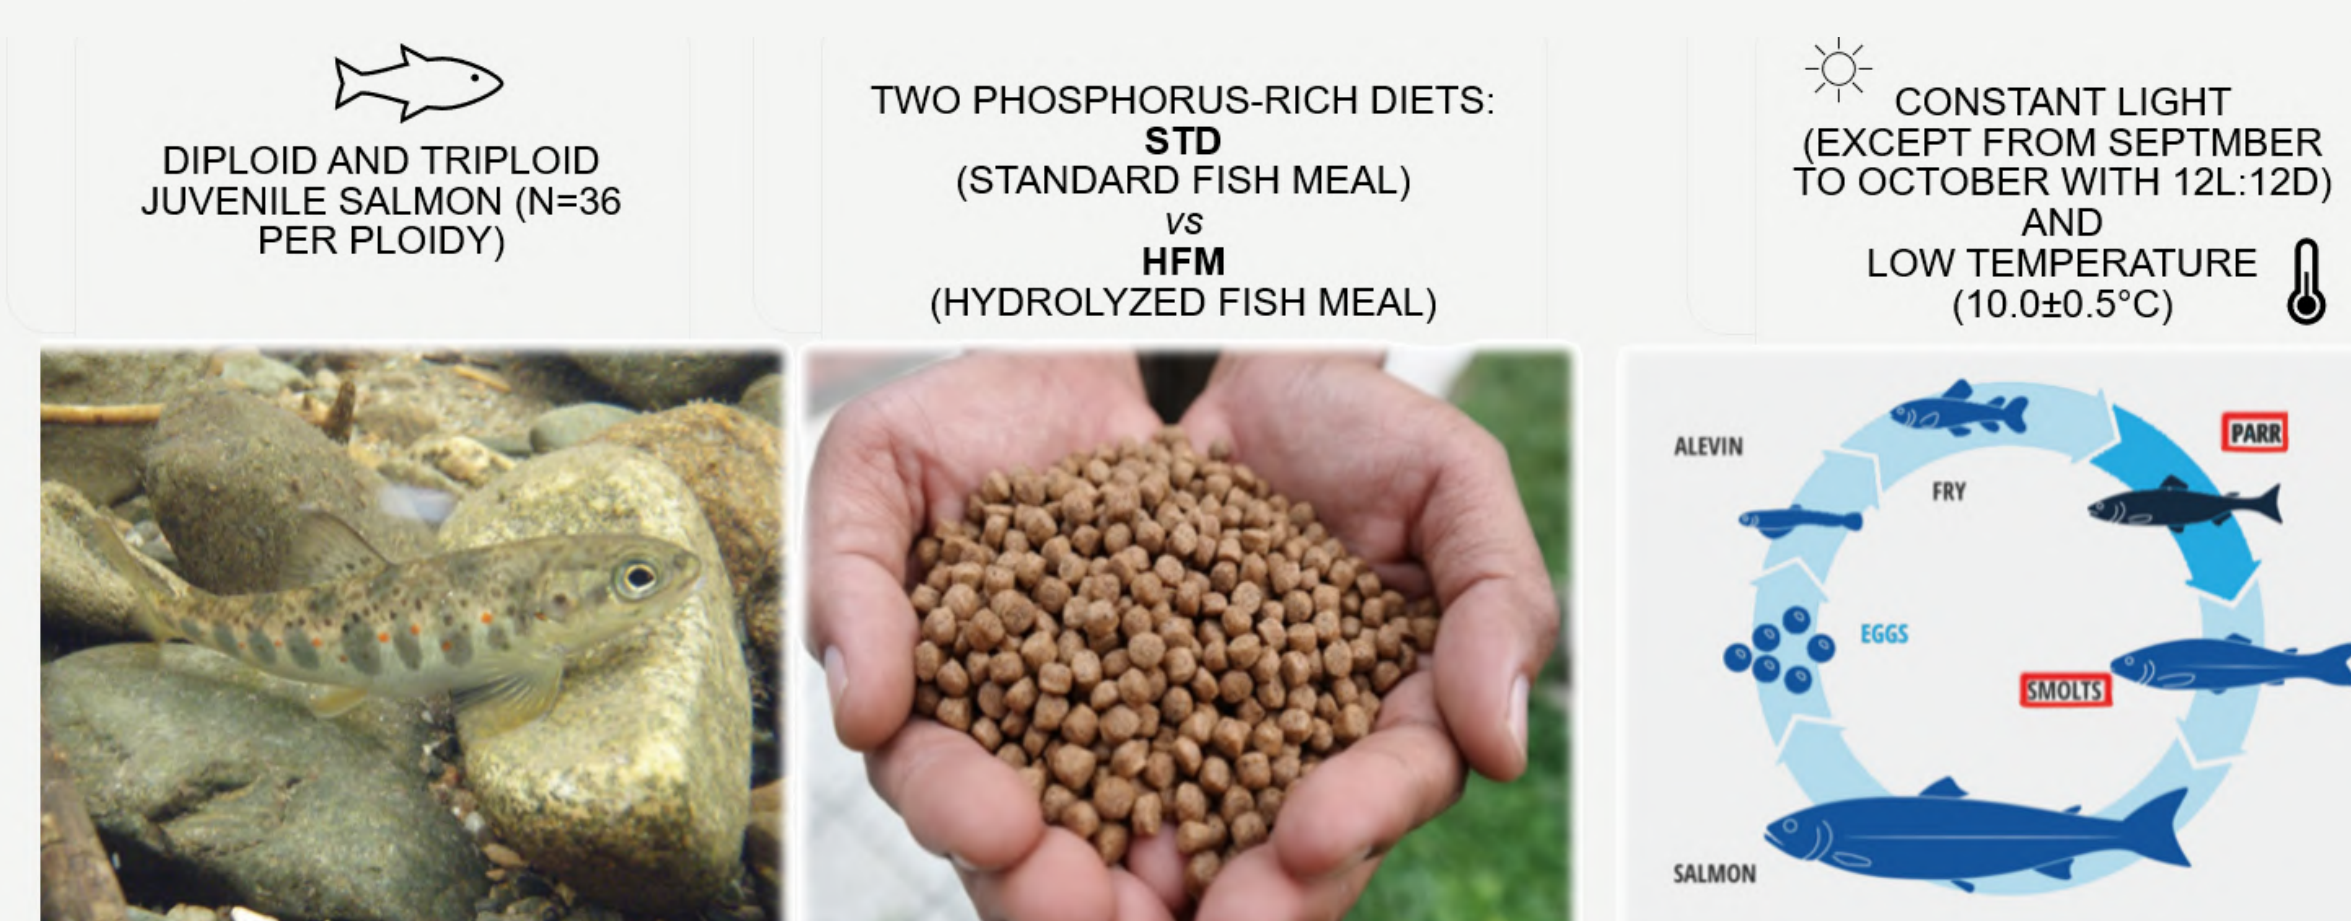 DIPLOID AND TRIPLOID
JUVENILE SALMON (N=36
PER PLOIDY)
TWO PHOSPHORUS-RICH DIETS:
STD
(STANDARD FISH MEAL)
vs
HFM
(HYDROLYZED FISH MEAL)
CONSTANT LIGHT
(EXCEPT FROM SEPTMBER
TO OCTOBER WITH 12L:12D)
AND
LOW TEMPERATURE
(10.0±0.5°C)
ALEVIN
PARR
FRY
EGGS
SMOLTS
SALMON